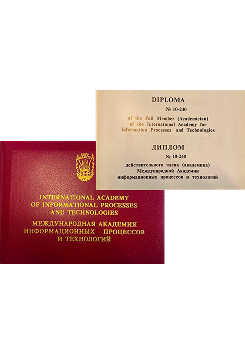 DIPLOMA
№ 10-240
of the Full Member (Academician)
of the International Academy for
Information Processes and Technologies
ДИПЛОМ
№ 10-240
действительного члена (академика)
Международной Академии
информационных процессов и технологий
INTERNATIONAL ACADEMY
OF INFORMATIONAL PROCESSES
AND TECHNOLOGIES
МЕЖДУНАРОДНАЯ АКАДЕМИЯ
ИНФОРМАЦИОННЫХ ПРОЦЕССОВ
И ТЕХНОЛОГИЙ